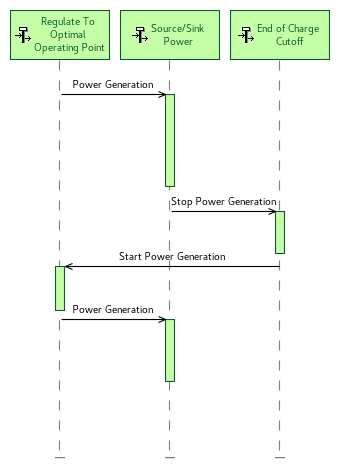 Regulate To
Optimal
Operating Point
Source/Sink
Power
End of Charge
Cutoff
Power Generation
Stop Power Generation
Start Power Generation
Power Generation